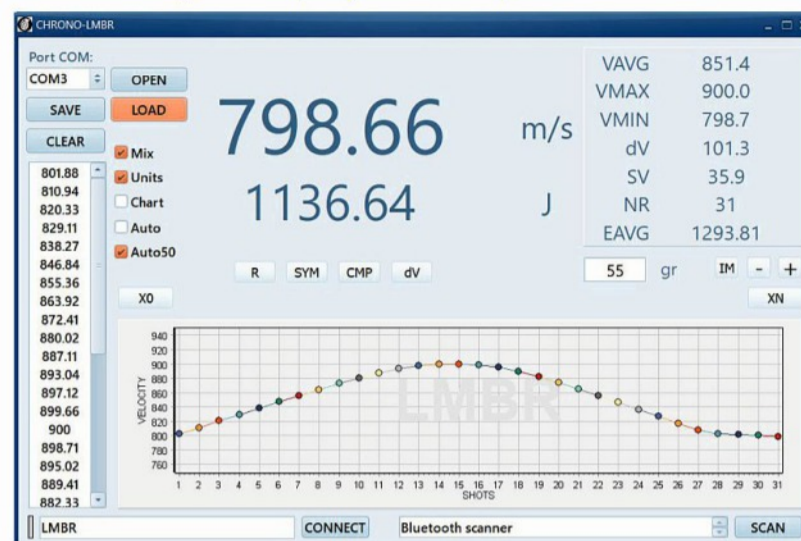 CHRONO-LMBR
Port COM:
COM3 OPEN
SAVE LOAD
CLEAR
Mix
Units
Chart
Auto
Auto50
801.88
810.94
820.33
829.11
838.27
846.84
855.36
863.92
872.41
880.02
887.11
893.04
897.12
899.66
900
898.71
895.02
889.41
882.33
798.66 m/s
1136.64 J
VAVG 851.4
VMAX 900.0
VMIN 798.7
dV 101.3
SV 35.9
NR 31
EAVG 1293.81
R SYM CMP dV
55 gr IM - +
X0 XN
940
920
900
880
860
840
820
800
780
760
VELOCITY
LMBR
1 2 3 4 5 6 7 8 9 10 11 12 13 14 15 16 17 18 19 20 21 22 23 24 25 26 27 28 29 30 31
SHOTS
LMBR CONNECT Bluetooth scanner SCAN